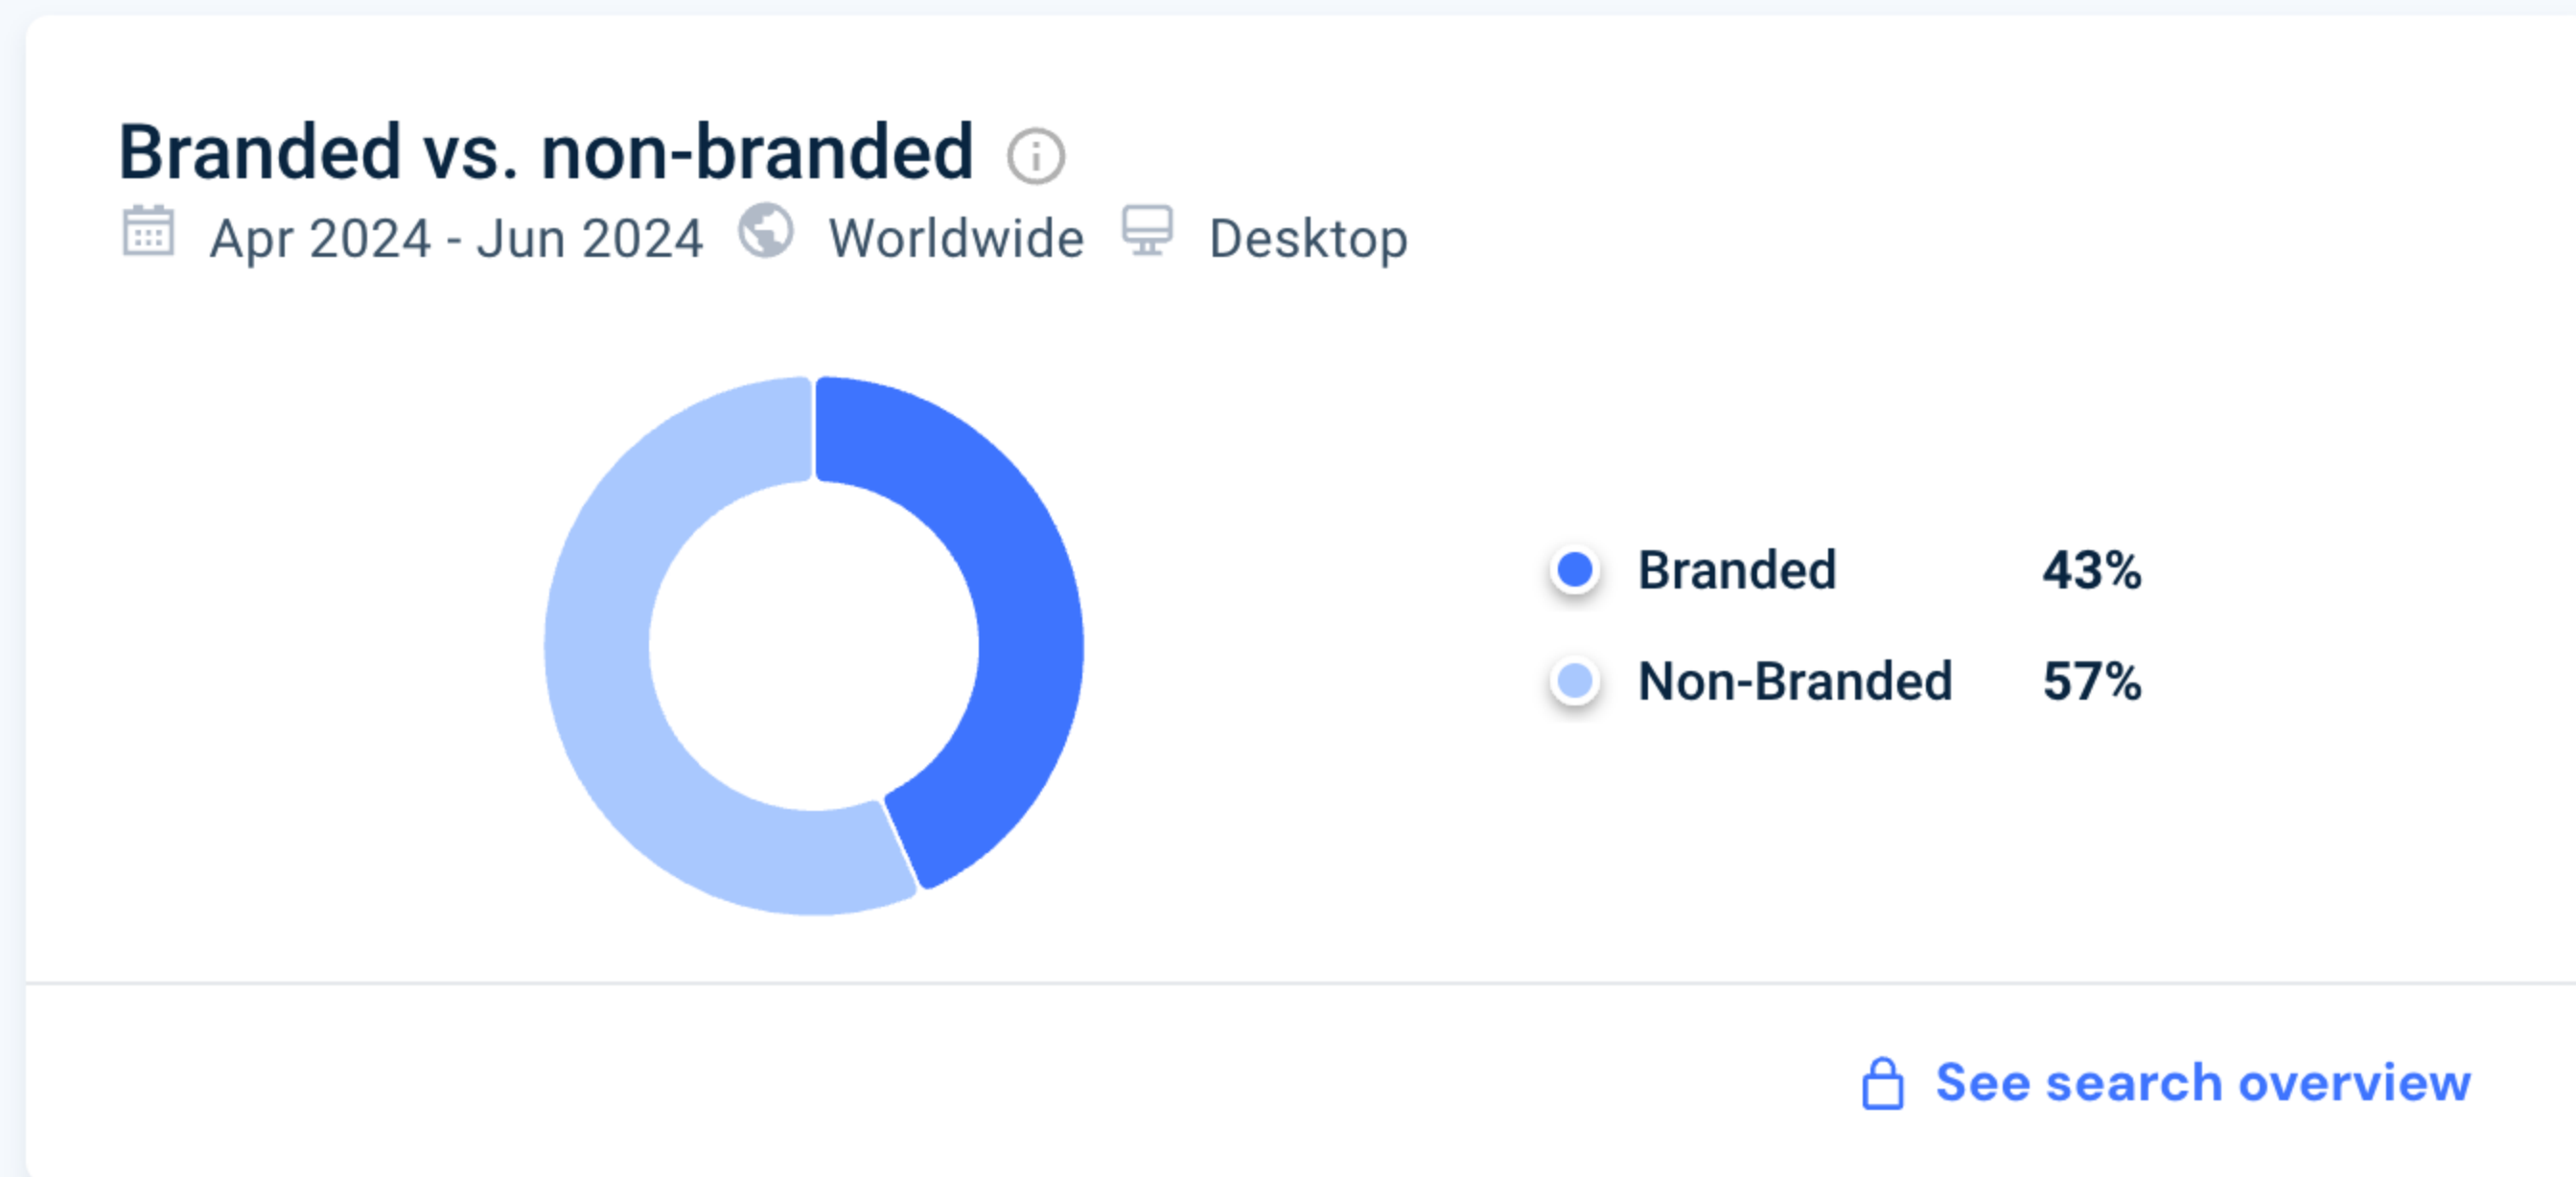 Branded vs. non-branded
Apr 2024 - Jun 2024 Worldwide Desktop
Branded 43%
Non-Branded 57%
See search overview